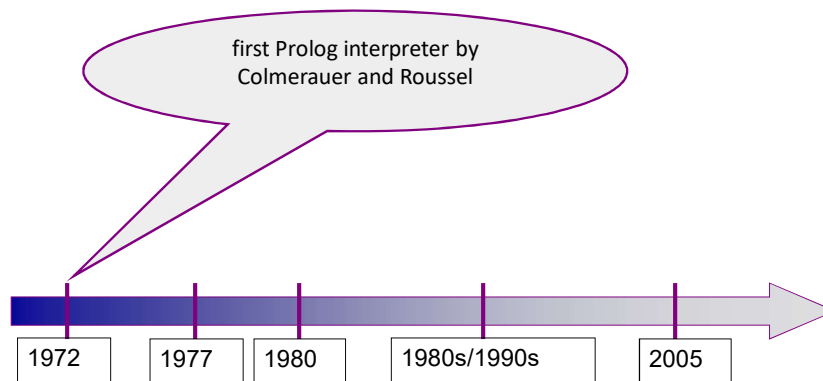 first Prolog interpreter by
Colmerauer and Roussel
1972
1977
1980
1980s/1990s
2005